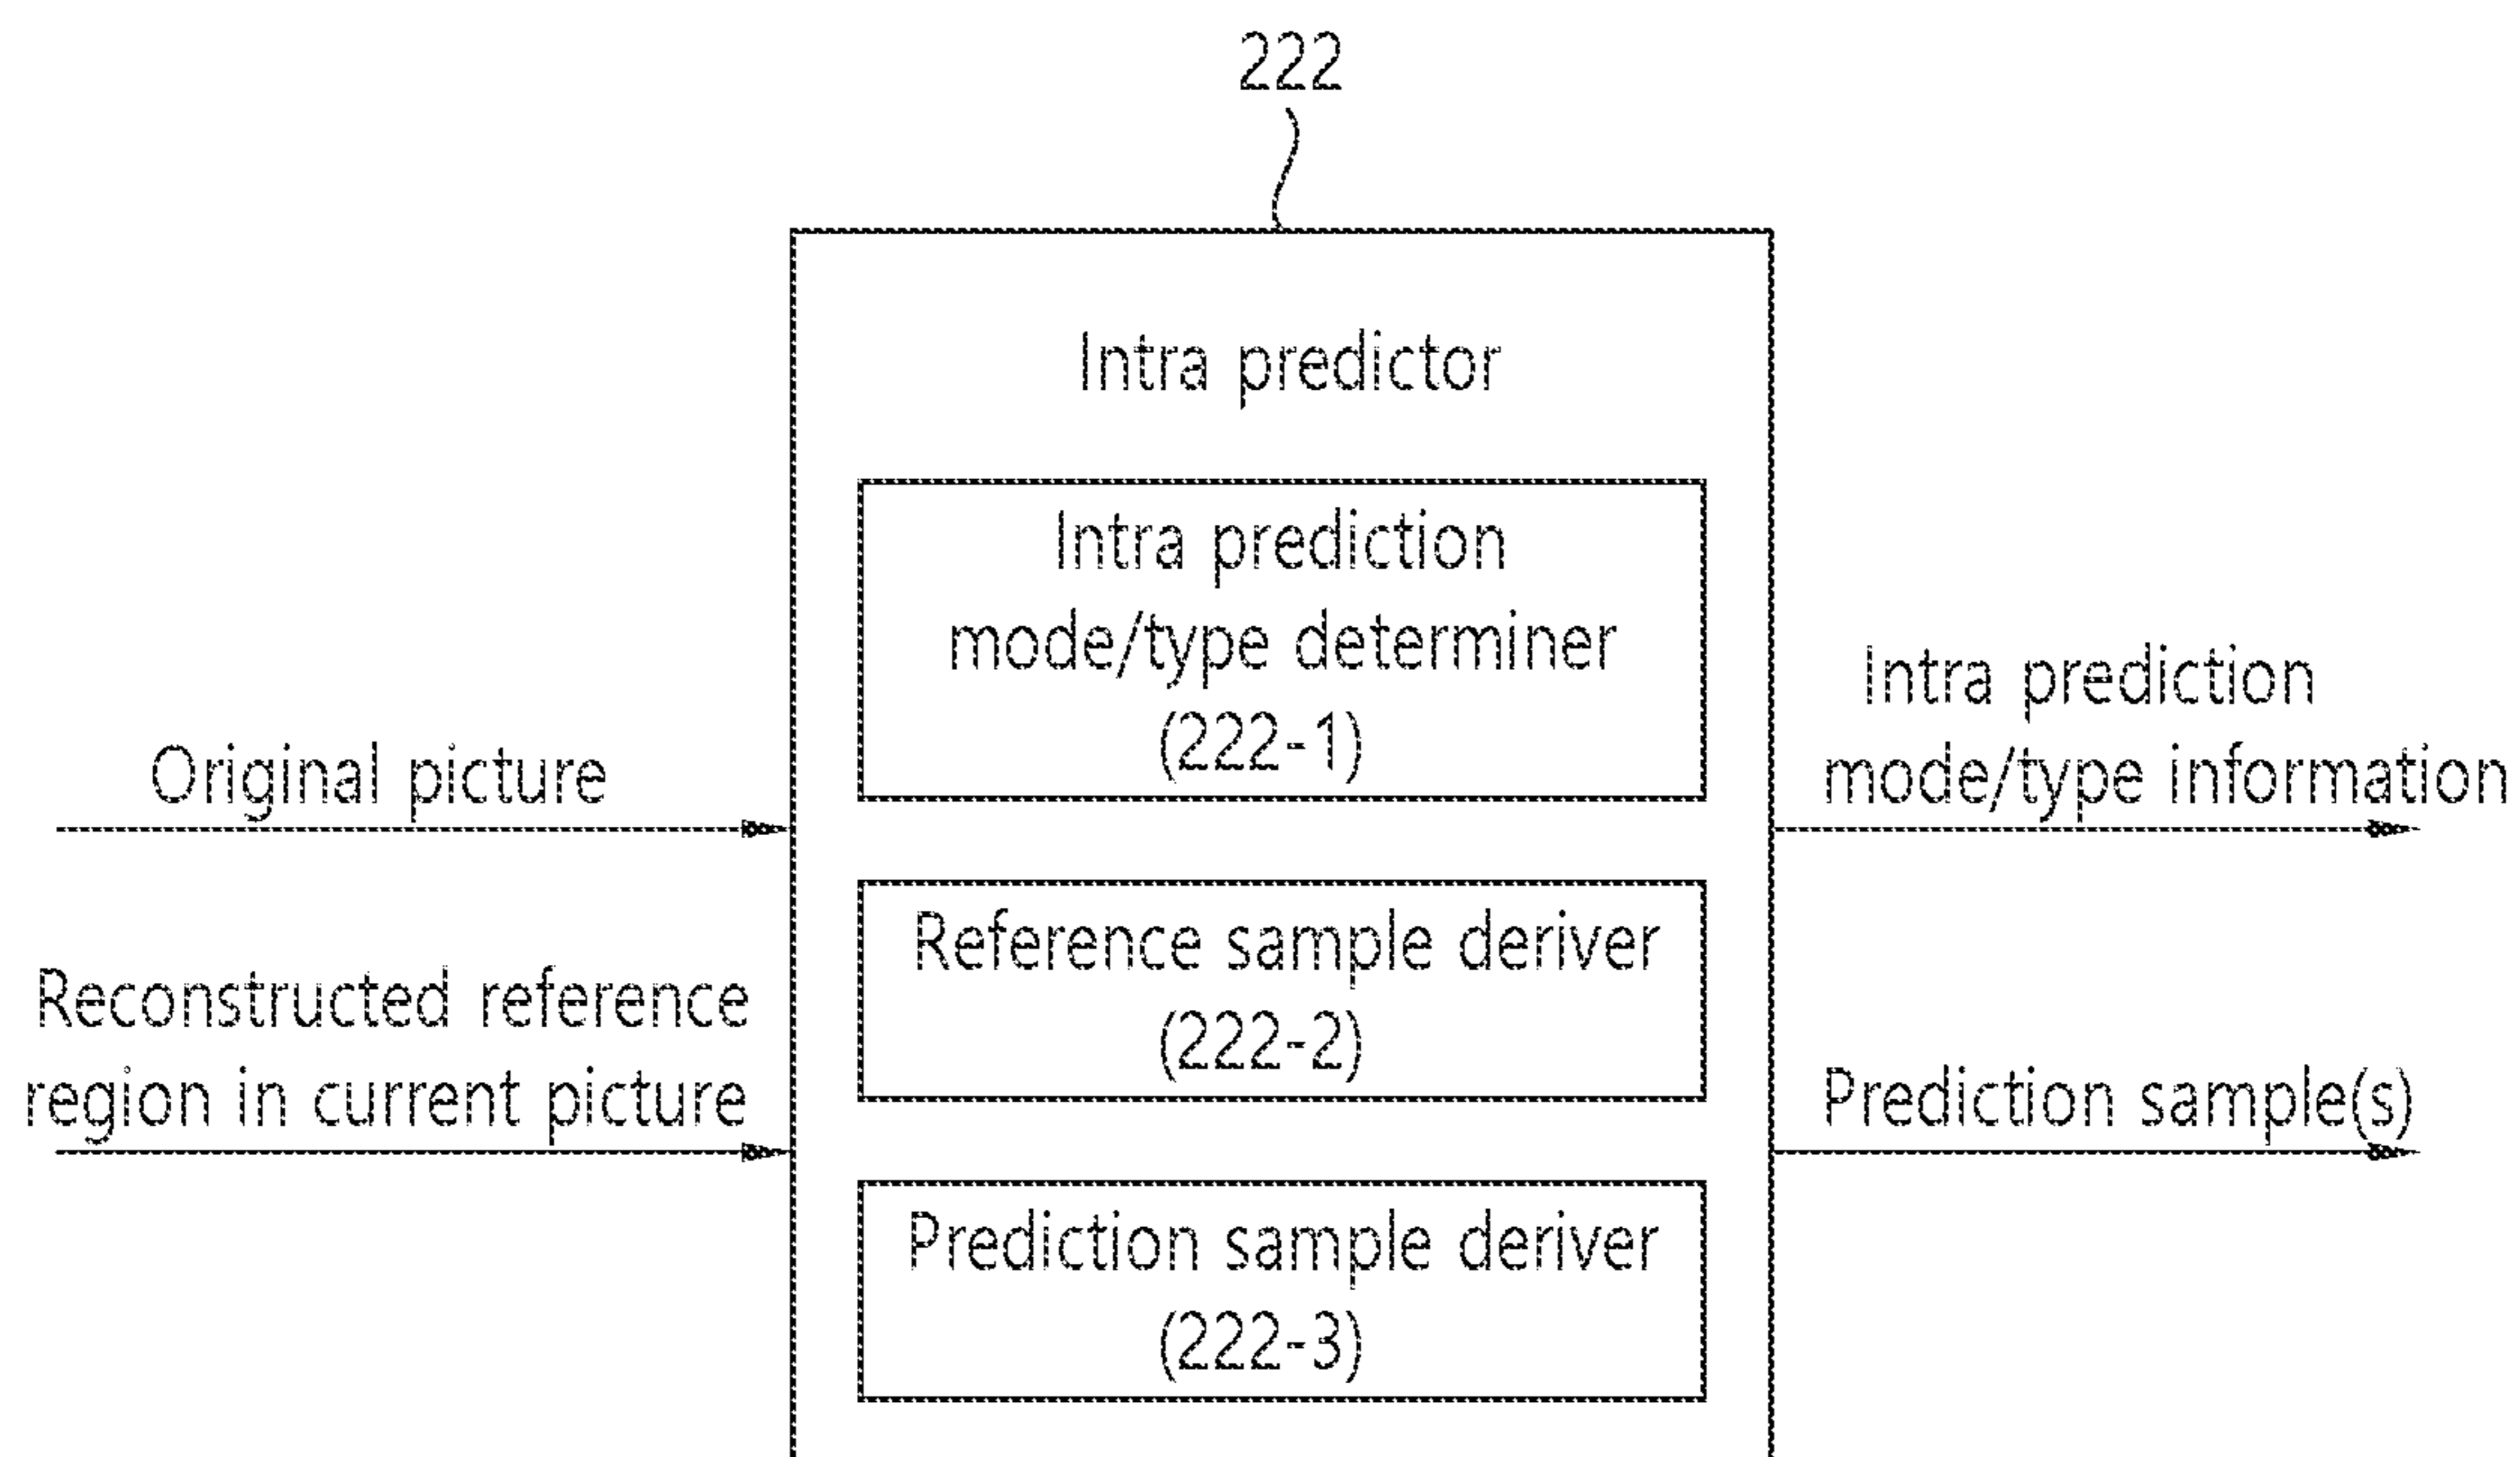 222
Intra predictor
Intra prediction
mode/type determiner
(222-1)
Original picture
Intra prediction
mode/type information
Reference sample deriver
(222-2)
Reconstructed reference
region in current picture
Prediction sample(s)
Prediction sample deriver
(222-3)